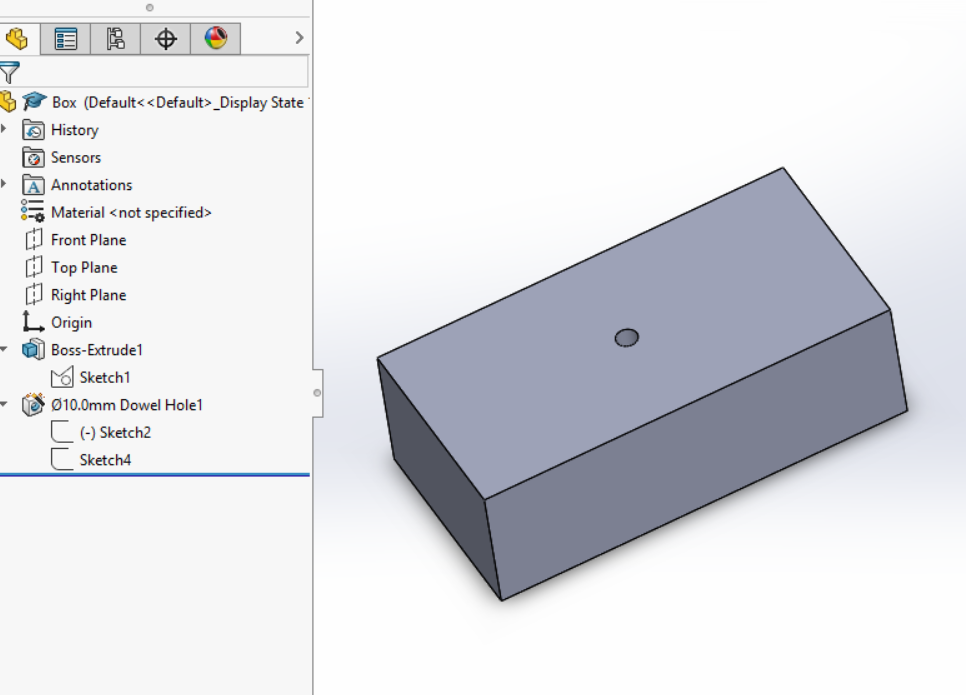 Box (Default<<Default>_Display State
History
Sensors
A Annotations
Material <not specified>
Front Plane
Top Plane
Right Plane
Origin
Boss-Extrude1
Sketch1
Ø10.0mm Dowel Hole1
(-) Sketch2
Sketch4